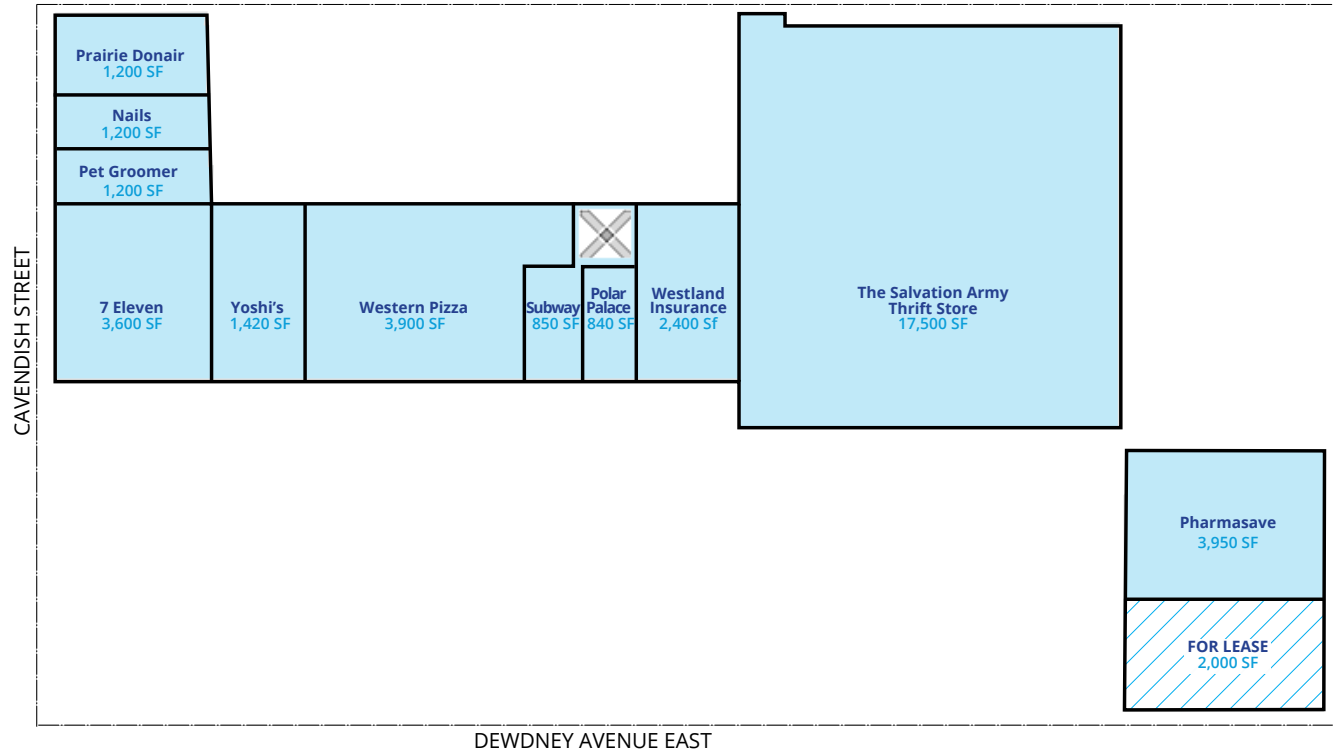 Prairie Donair
1,200 SF
Nails
1,200 SF
Pet Groomer
1,200 SF
7 Eleven
3,600 SF
Yoshi's
1,420 SF
Western Pizza
3,900 SF
Subway
850 SF
Polar
Palace
840 SF
Westland
Insurance
2,400 Sf
The Salvation Army
Thrift Store
17,500 SF
Pharmasave
3,950 SF
FOR LEASE
2,000 SF
CAVENDISH STREET
DEWDNEY AVENUE EAST